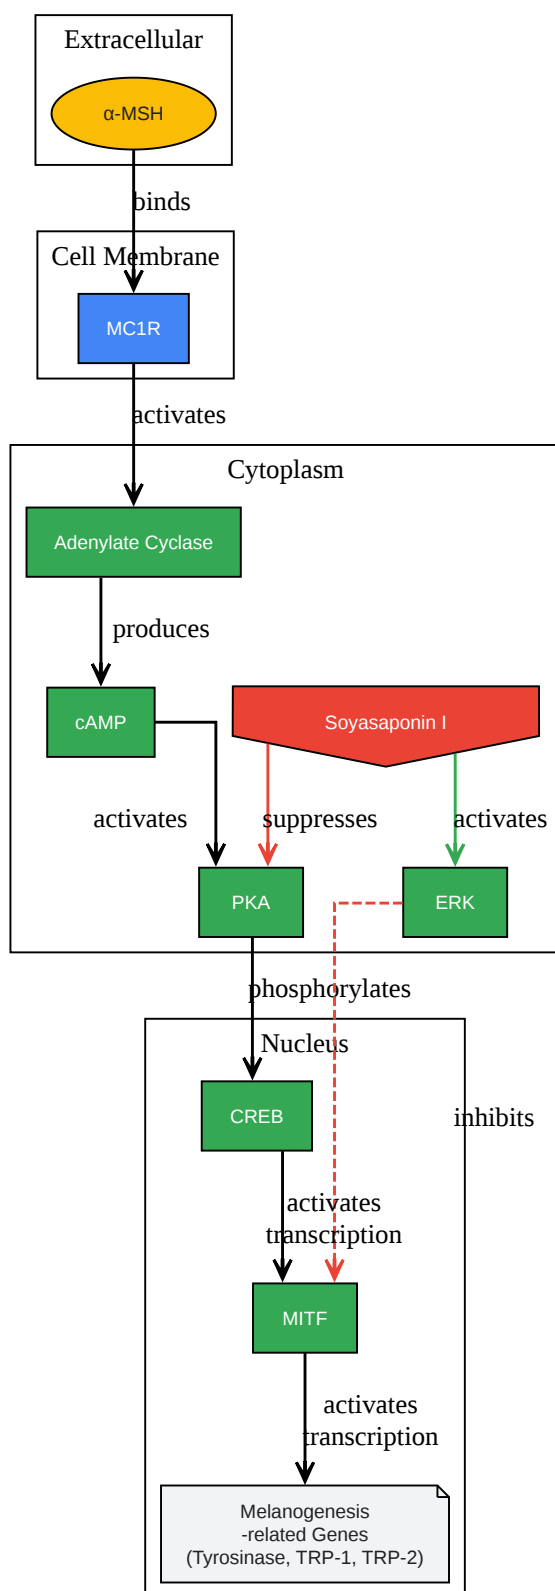 Extracellular
α-MSH
binds
Cell Membrane
MC1R
activates
Cytoplasm
Adenylate Cyclase
produces
cAMP
Soyasaponin I
activates
suppresses
activates
PKA
ERK
phosphorylates
Nucleus
CREB
inhibits
activates
transcription
MITF
activates
transcription
Melanogenesis
-related Genes
(Tyrosinase, TRP-1, TRP-2)